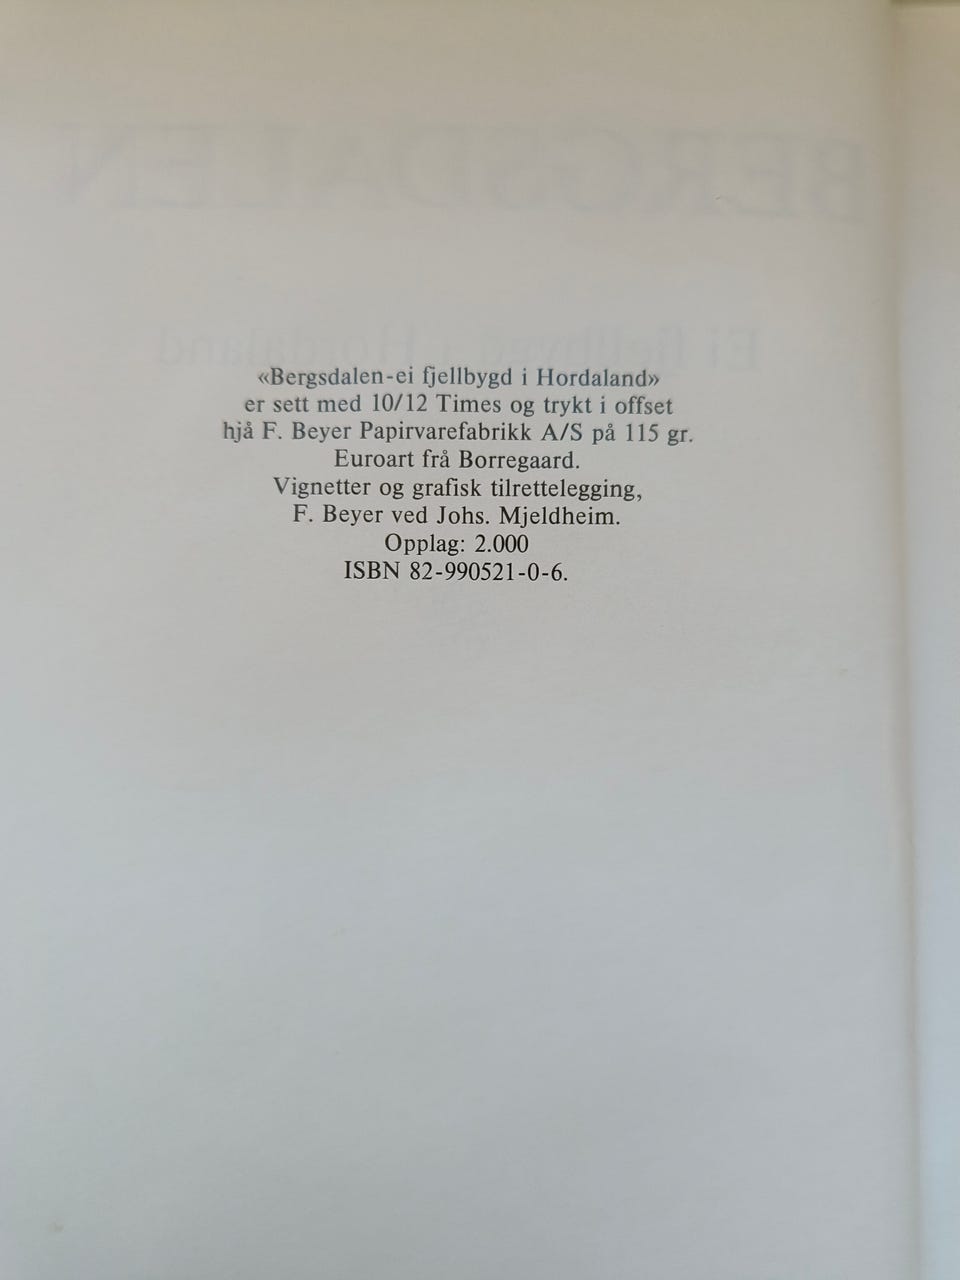 «Bergsdalen-ei fjellbygd i Hordaland»
er sett med 10/12 Times og trykt i offset
hjå F. Beyer Papirvarefabrikk A/S på 115 gr.
Euroart frå Borregaard.
Vignetter og grafisk tilrettelegging,
F. Beyer ved Johs. Mjeldheim.
Opplag: 2.000
ISBN 82-990521-0-6.